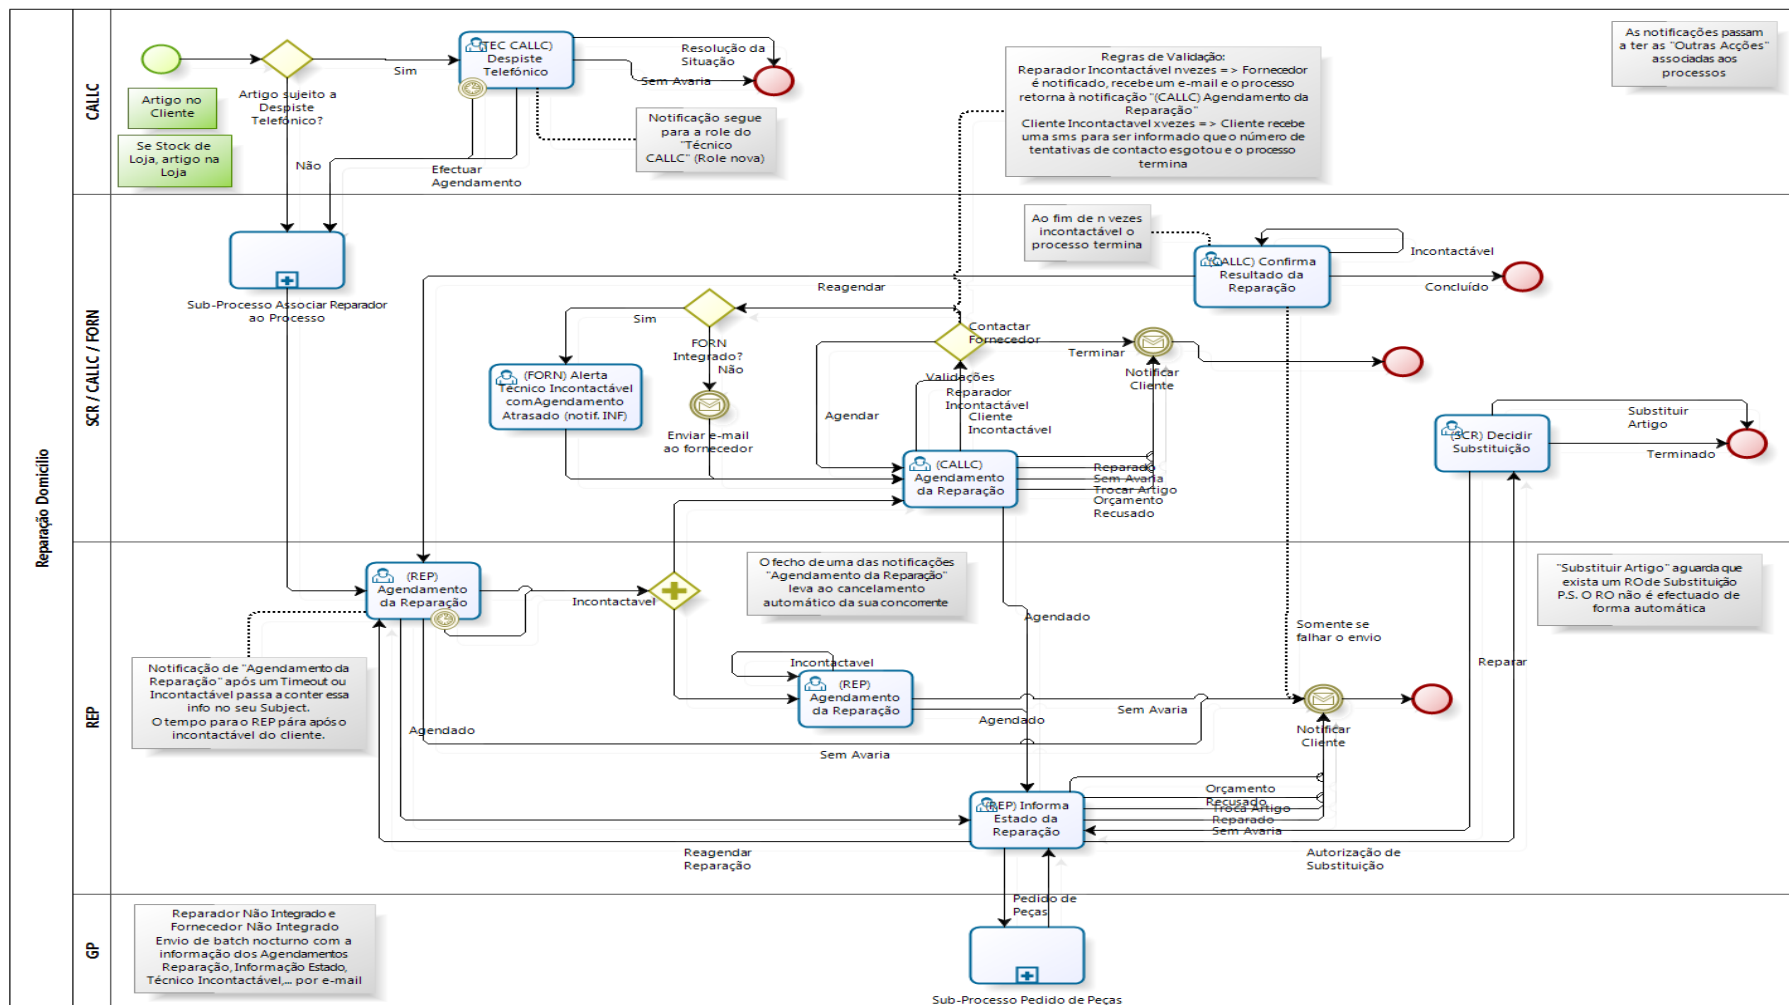 Reparação Domicilio
CALLC
Artigo no
Cliente
Se Stock de
Loja, artigo na
Loja
Artigo sujeito a
Despiste
Telefónico?
Sim
Não
(TEC CALLC)
Despiste
Telefónico
Resolução da
Situação
Sem Avaria
Efectuar
Agendamento
Notificação segue
para a role do
"Técnico
CALLC" (Role nova)
Regras de Validação:
Reparador Incontactável nvezes => Fornecedor
é notificado, recebe um e-mail e o processo
retorna à notificação "(CALLC) Agendamento da
Reparação"
Cliente Incontactavel xvezes => Cliente recebe
uma sms para ser informado que o número de
tentativas de contacto esgotou e o processo
termina
As notificações passam
a ter as "Outras Acções"
associadas aos
processos
SCR / CALLC / FORN
Sub-Processo Associar Reparador
ao Processo
Ao fim de n vezes
incontactável o
processo termina
(CALLC) Confirma
Resultado da
Reparação
Incontactável
Concluído
Reagendar
Sim
FORN
Integrado?
Não
(FORN) Alerta
Técnico Incontactável
com Agendamento
Atrasado (notif. INF)
Enviar e-mail
ao fornecedor
Contactar
Fornecedor
Terminar
Notificar
Cliente
Validações
Reparador
Incontactável
Cliente
Incontactável
Agendar
(CALLC)
Agendamento
da Reparação
Reparado
Sem Avaria
Trocar Artigo
Orçamento
Recusado
(SCR) Decidir
Substituição
Substituir
Artigo
Terminado
REP
(REP)
Agendamento
da Reparação
Incontactavel
O fecho de uma das notificações
"Agendamento da Reparação"
leva ao cancelamento
automático da sua concorrente
Agendado
"Substituir Artigo" aguarda que
exista um RO de Substituição
P.S. O RO não é efectuado de
forma automática
Somente se
falhar o envio
Reparar
Notificação de "Agendamento da
Reparação" após um Timeout ou
Incontactável passa a conter essa
info no seu Subject.
O tempo para o REP pára após o
incontactável do cliente.
Incontactavel
(REP)
Agendamento
da Reparação
Sem Avaria
Agendado
Agendado
Sem Avaria
Notificar
Cliente
(REP) Informa
Estado da
Reparação
Orçamento
Recusado
Troca Artigo
Reparado
Sem Avaria
Reagendar
Reparação
Autorização de
Substituição
GP
Reparador Não Integrado e
Fornecedor Não Integrado
Envio de batch nocturno com a
informação dos Agendamentos
Reparação, Informação Estado,
Técnico Incontactável,... por e-mail
Pedido de
Peças
Sub-Processo Pedido de Peças